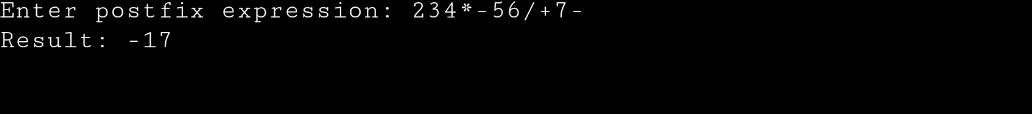 Enter postfix expression: 234*-56/+7-
Result: -17